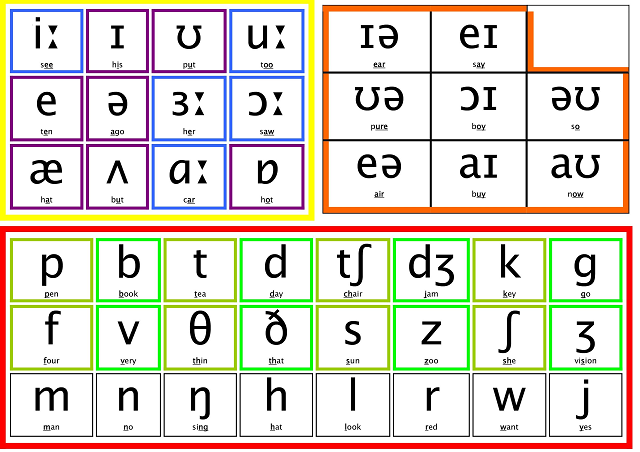 iː ɪ ʊ uː
see his put too
e ə ɜː ɔː
ten ago her saw
æ ʌ ɑː ɒ
hat but car hot
ɪə eɪ
ear say
ʊə ɔɪ əʊ
pure boy so
eə aɪ aʊ
air buy now
p b t d tʃ dʒ k g
pen book tea day chair jam key go
f v θ ð s z ʃ ʒ
four very thin that sun zoo she vision
m n ŋ h l r w j
man no sing hat look red want yes